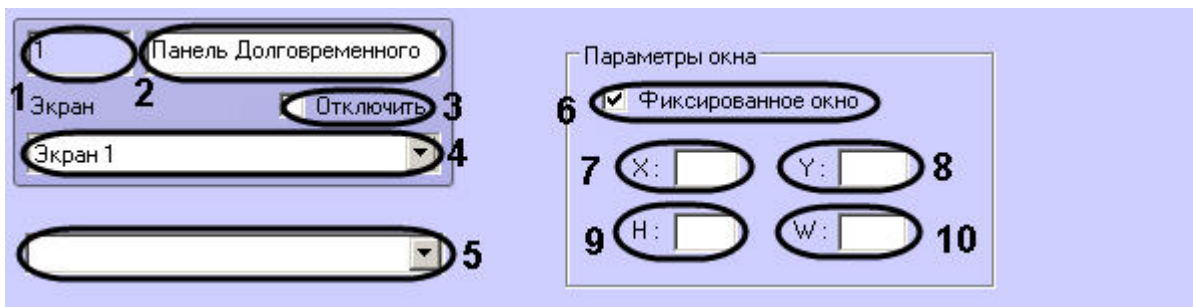 1
Панель Долговременного
1
2
Экран
Отключить
3
Экран 1
4
5
Параметры окна
6
Фиксированное окно
7
X :
Y :
8
9
H :
W :
10